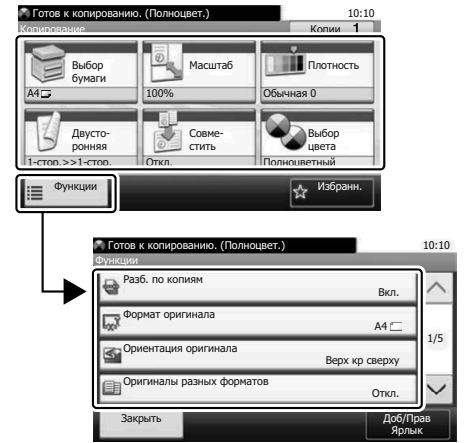 Готов к копированию. (Полноцвет.) 10:10
Копирование Копии 1
Выбор бумаги
A4
Масштаб
100%
Плотность
Обычная 0
Двусто-
ронняя
1-стор.>>1-стор.
Совме-
стить
Откл.
Выбор
цвета
Полноцветный
Функции
Избранн.
Готов к копированию. (Полноцвет.) 10:10
Функции
Разб. по копиям
Вкл.
Формат оригинала
A4
1/5
Ориентация оригинала
Верх кр сверху
Оригиналы разных форматов
Откл.
Закрыть
Доб/Прав
Ярлык